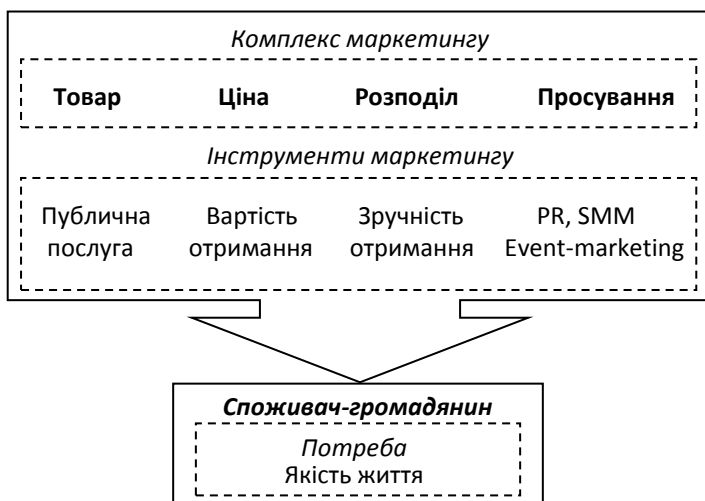 Комплекс маркетингу
Товар Ціна Розподіл Просування
Інструменти маркетингу
Публична Вартість Зручність PR, SMM
послуга отримання отримання Event-marketing
Споживач-громадянин
Потреба
Якість життя